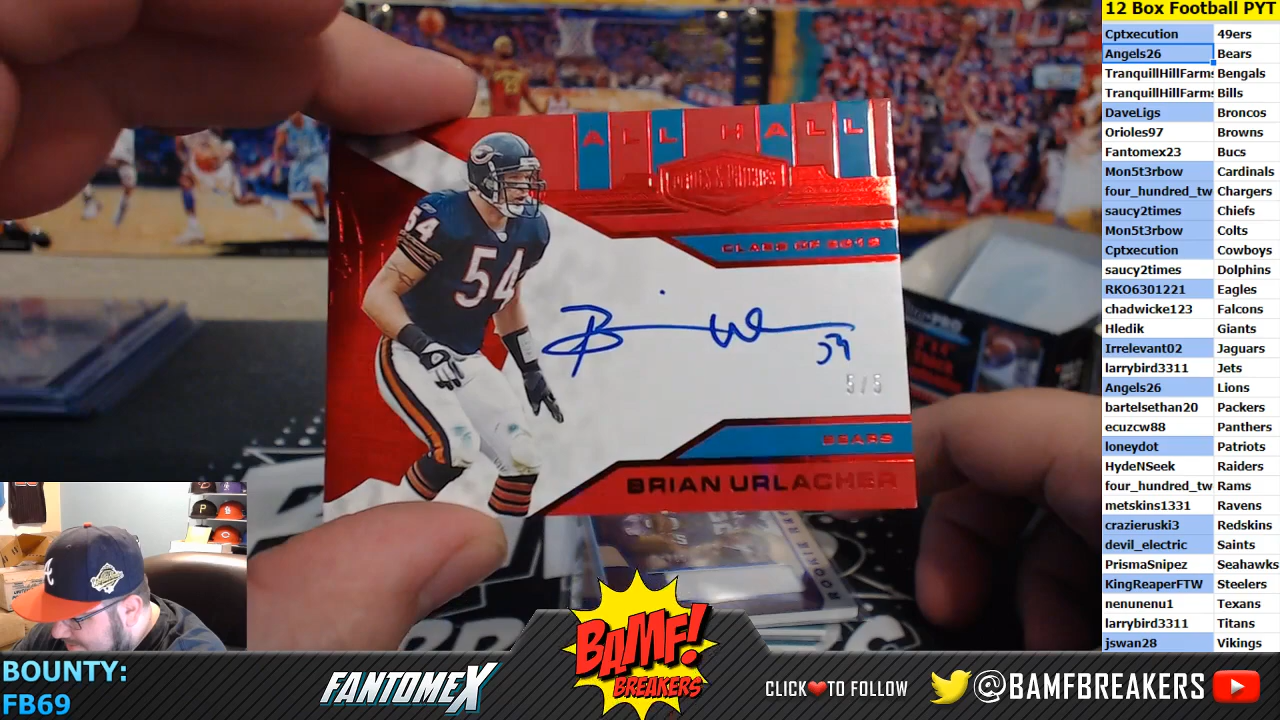 12 Box Football PYT
Cptxecution 49ers
Angels26 Bears
TranquillHillFarms Bengals
TranquillHillFarms Bills
DaveLigs Broncos
Orioles97 Browns
Fantomex23 Bucs
Mon5t3rbow Cardinals
four_hundred_tw Chargers
saucy2times Chiefs
Mon5t3rbow Colts
Cptxecution Cowboys
saucy2times Dolphins
RKO6301221 Eagles
chadwicke123 Falcons
Hledik Giants
Irrelevant02 Jaguars
larrybird3311 Jets
Angels26 Lions
bartelsethan20 Packers
ecuzcw88 Panthers
loneydot Patriots
HydeNSeek Raiders
four_hundred_tw Rams
metskins1331 Ravens
crazieruski3 Redskins
devil_electric Saints
PrismaSnipez Seahawks
KingReaperFTW Steelers
nenunenu1 Texans
larrybird3311 Titans
jswan28 Vikings
ALL HALL
CLASS OF 2018
54
54
54
5/5
BEARS
BRIAN URLACHER
ROOKIE
BOUNTY:
FB69
FANTOMEX
BAMF!
BREAKERS
CLICK TO FOLLOW
@BAMFBREAKERS